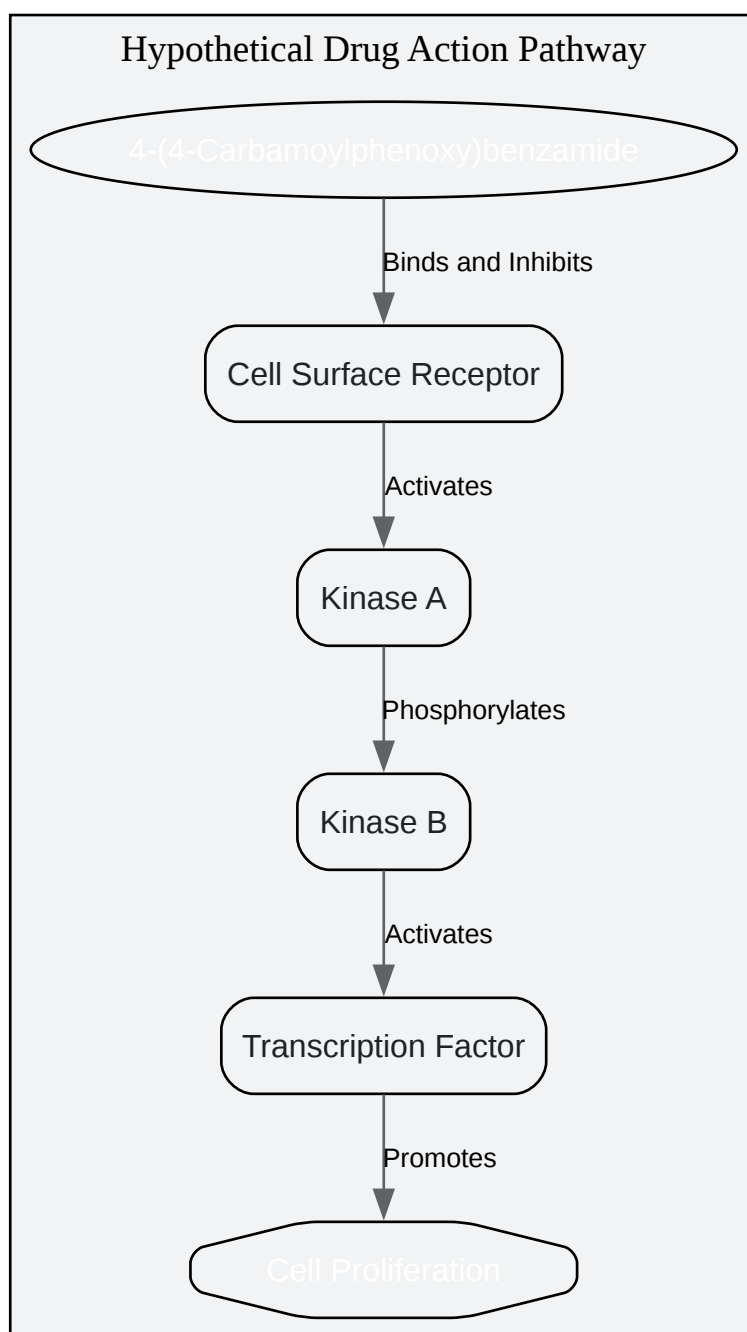 Hypothetical Drug Action Pathway
4-(4-Carbamoylphenoxy)benzamide
Binds and Inhibits
Cell Surface Receptor
Activates
Kinase A
Phosphorylates
Kinase B
Activates
Transcription Factor
Promotes
Cell Proliferation